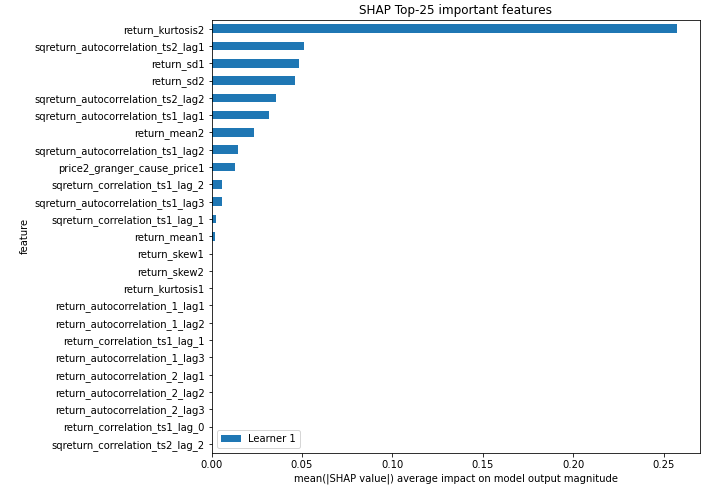 SHAP Top-25 important features
return_kurtosis2
sqreturn_autocorrelation_ts2_lag1
return_sd1
return_sd2
sqreturn_autocorrelation_ts2_lag2
sqreturn_autocorrelation_ts1_lag1
return_mean2
sqreturn_autocorrelation_ts1_lag2
price2_granger_cause_price1
sqreturn_correlation_ts1_lag_2
sqreturn_autocorrelation_ts1_lag3
sqreturn_correlation_ts1_lag_1
return_mean1
return_skew1
return_skew2
return_kurtosis1
return_autocorrelation_1_lag1
return_autocorrelation_1_lag2
return_correlation_ts1_lag_1
return_autocorrelation_1_lag3
return_autocorrelation_2_lag1
return_autocorrelation_2_lag2
return_autocorrelation_2_lag3
return_correlation_ts1_lag_0
sqreturn_correlation_ts2_lag_2
feature
Learner 1
0.00 0.05 0.10 0.15 0.20 0.25
mean(|SHAP value|) average impact on model output magnitude